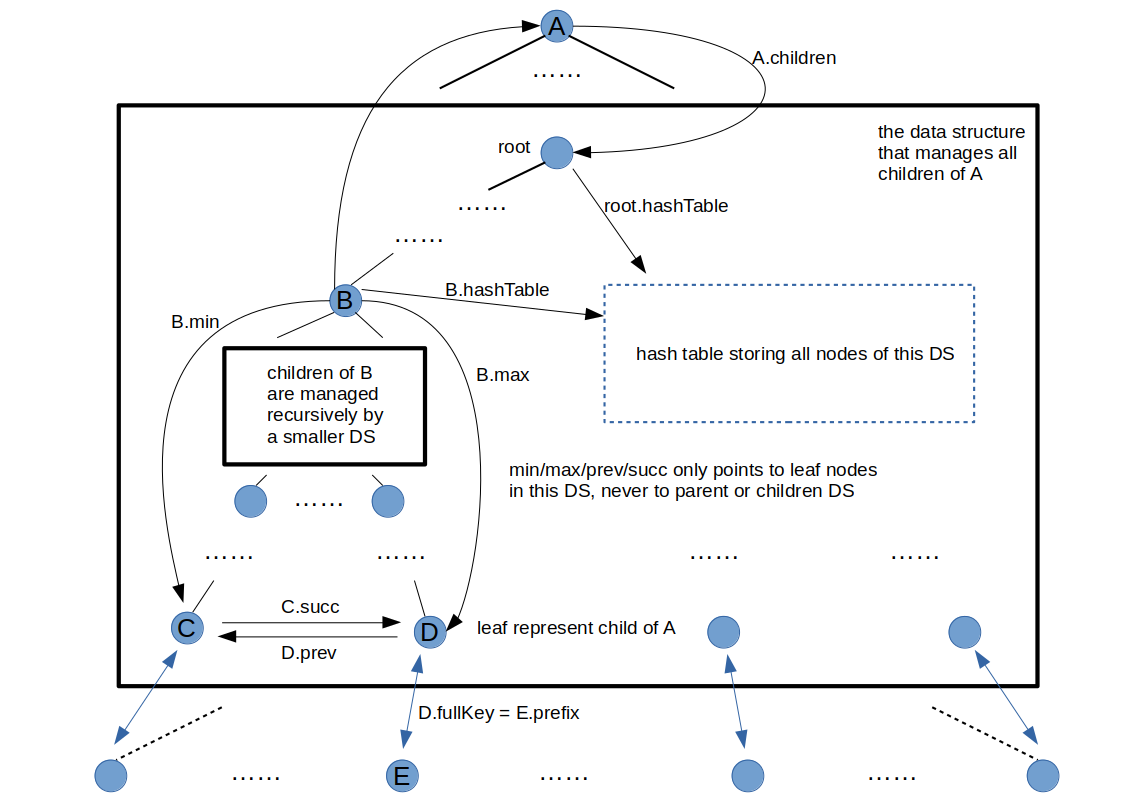 A
……
A.children
the data structure
that manages all
children of A
root
……
root.hashTable
……
B.hashTable
B
B.min
hash table storing all nodes of this DS
children of B
are managed
recursively by
a smaller DS
B.max
min/max/prev/succ only points to leaf nodes
in this DS, never to parent or children DS
……
……
……
……
……
C.succ
C
D
leaf represent child of A
D.prev
D.fullKey = E.prefix
……
E
……
……